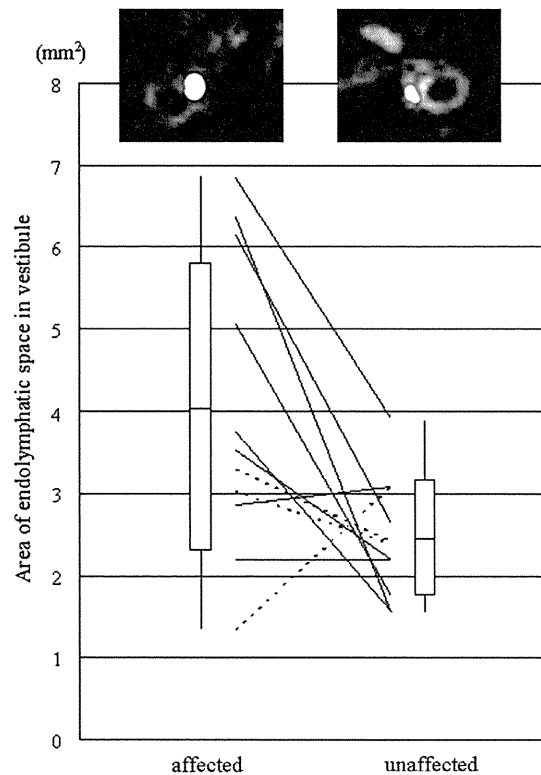 (mm²)
8
7
6
5
4
3
2
1
0
Area of endolymphatic space in vestibule
affected
unaffected